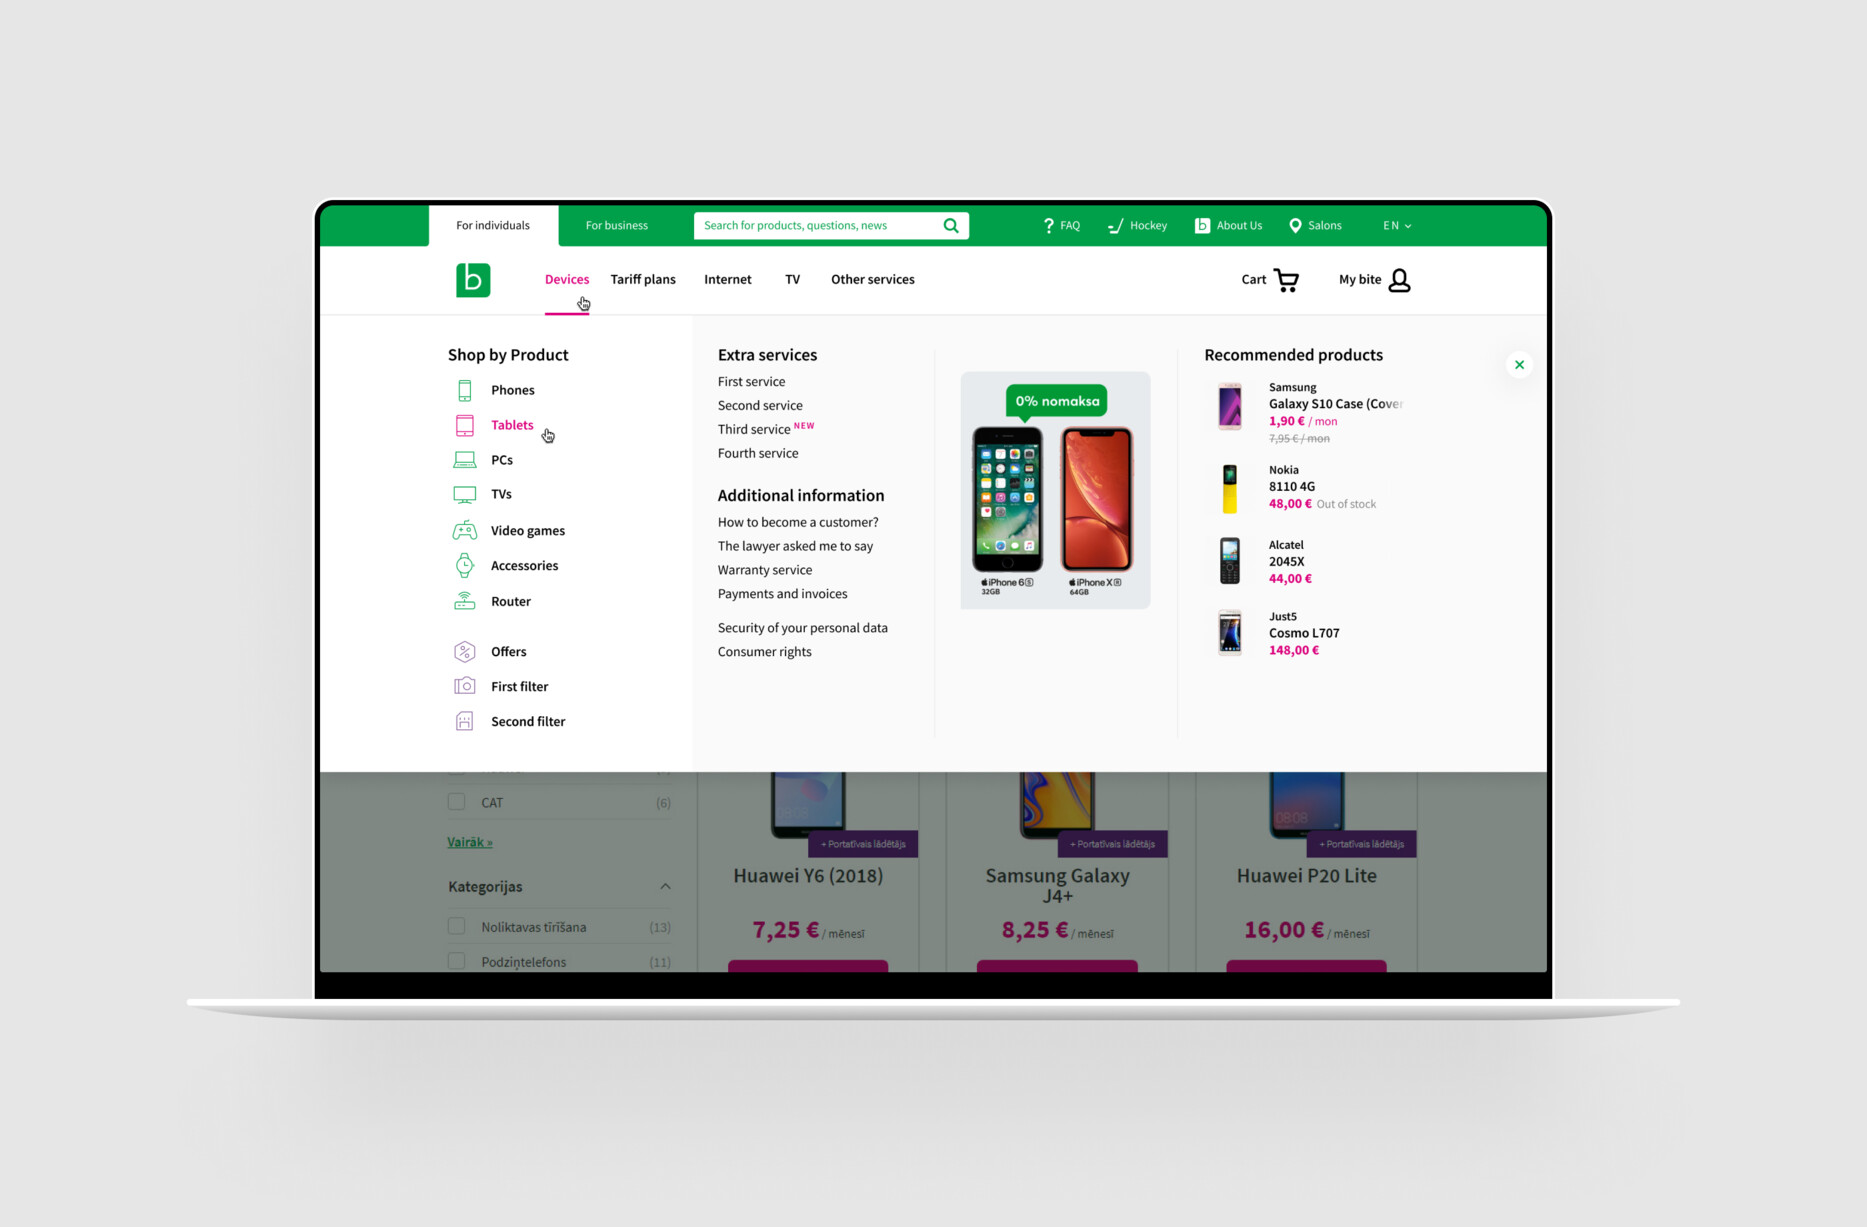 For individuals
For business
Search for products, questions, news
? FAQ
Hockey
b About Us
Salons
EN
b
Devices
Tariff plans
Internet
TV
Other services
Cart
My bite
Shop by Product
Phones
Tablets
PCs
TVs
Video games
Accessories
Router
Offers
First filter
Second filter
Extra services
First service
Second service
Third service NEW
Fourth service
Additional information
How to become a customer?
The lawyer asked me to say
Warranty service
Payments and invoices
Security of your personal data
Consumer rights
0% nomaksa
iPhone 6S
32GB
iPhone XR
64GB
Recommended products
Samsung
Galaxy S10 Case (Cover
1,90 € / mon
7,95 € / mon
Nokia
8110 4G
48,00 € Out of stock
Alcatel
2045X
44,00 €
Just5
Cosmo L707
148,00 €
CAT (6)
Vairāk »
Kategorijas
Noliktavas tīrīšana (13)
Podziņtelefons (11)
08:08
+ Portatīvais lādētājs
Huawei Y6 (2018)
7,25 € / mēnesī
+ Portatīvais lādētājs
Samsung Galaxy
J4+
8,25 € / mēnesī
08:08
+ Portatīvais lādētājs
Huawei P20 Lite
16,00 € / mēnesī